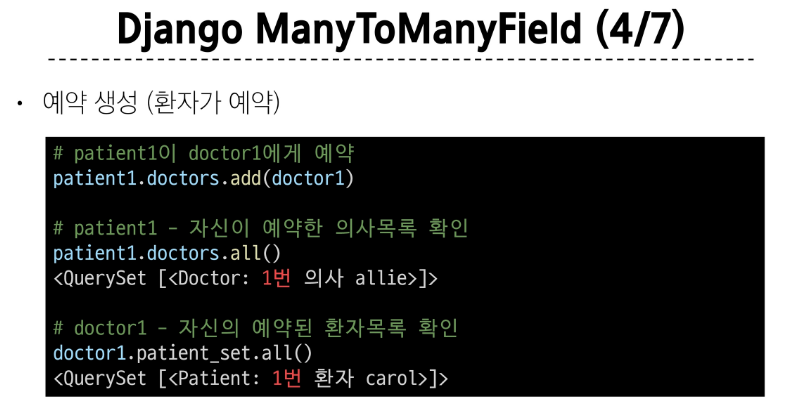 Django ManyToManyField (4/7)
• 예약 생성 (환자가 예약)
# patient1이 doctor1에게 예약
patient1.doctors.add(doctor1)
# patient1 – 자신이 예약한 의사목록 확인
patient1.doctors.all()
<QuerySet [<Doctor: 1번 의사 allie>]>
# doctor1 – 자신의 예약된 환자목록 확인
doctor1.patient_set.all()
<QuerySet [<Patient: 1번 환자 carol>]>